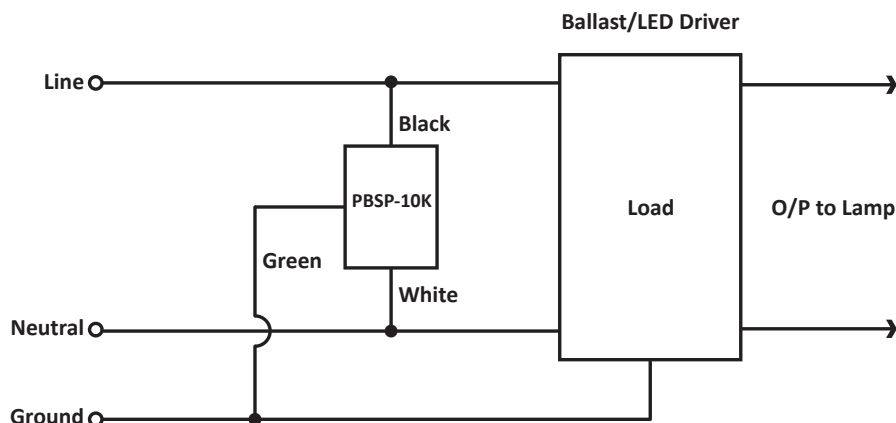 Ballast/LED Driver
Line
Black
PBSP-10K
Load
O/P to Lamp
Green
White
Neutral
Ground